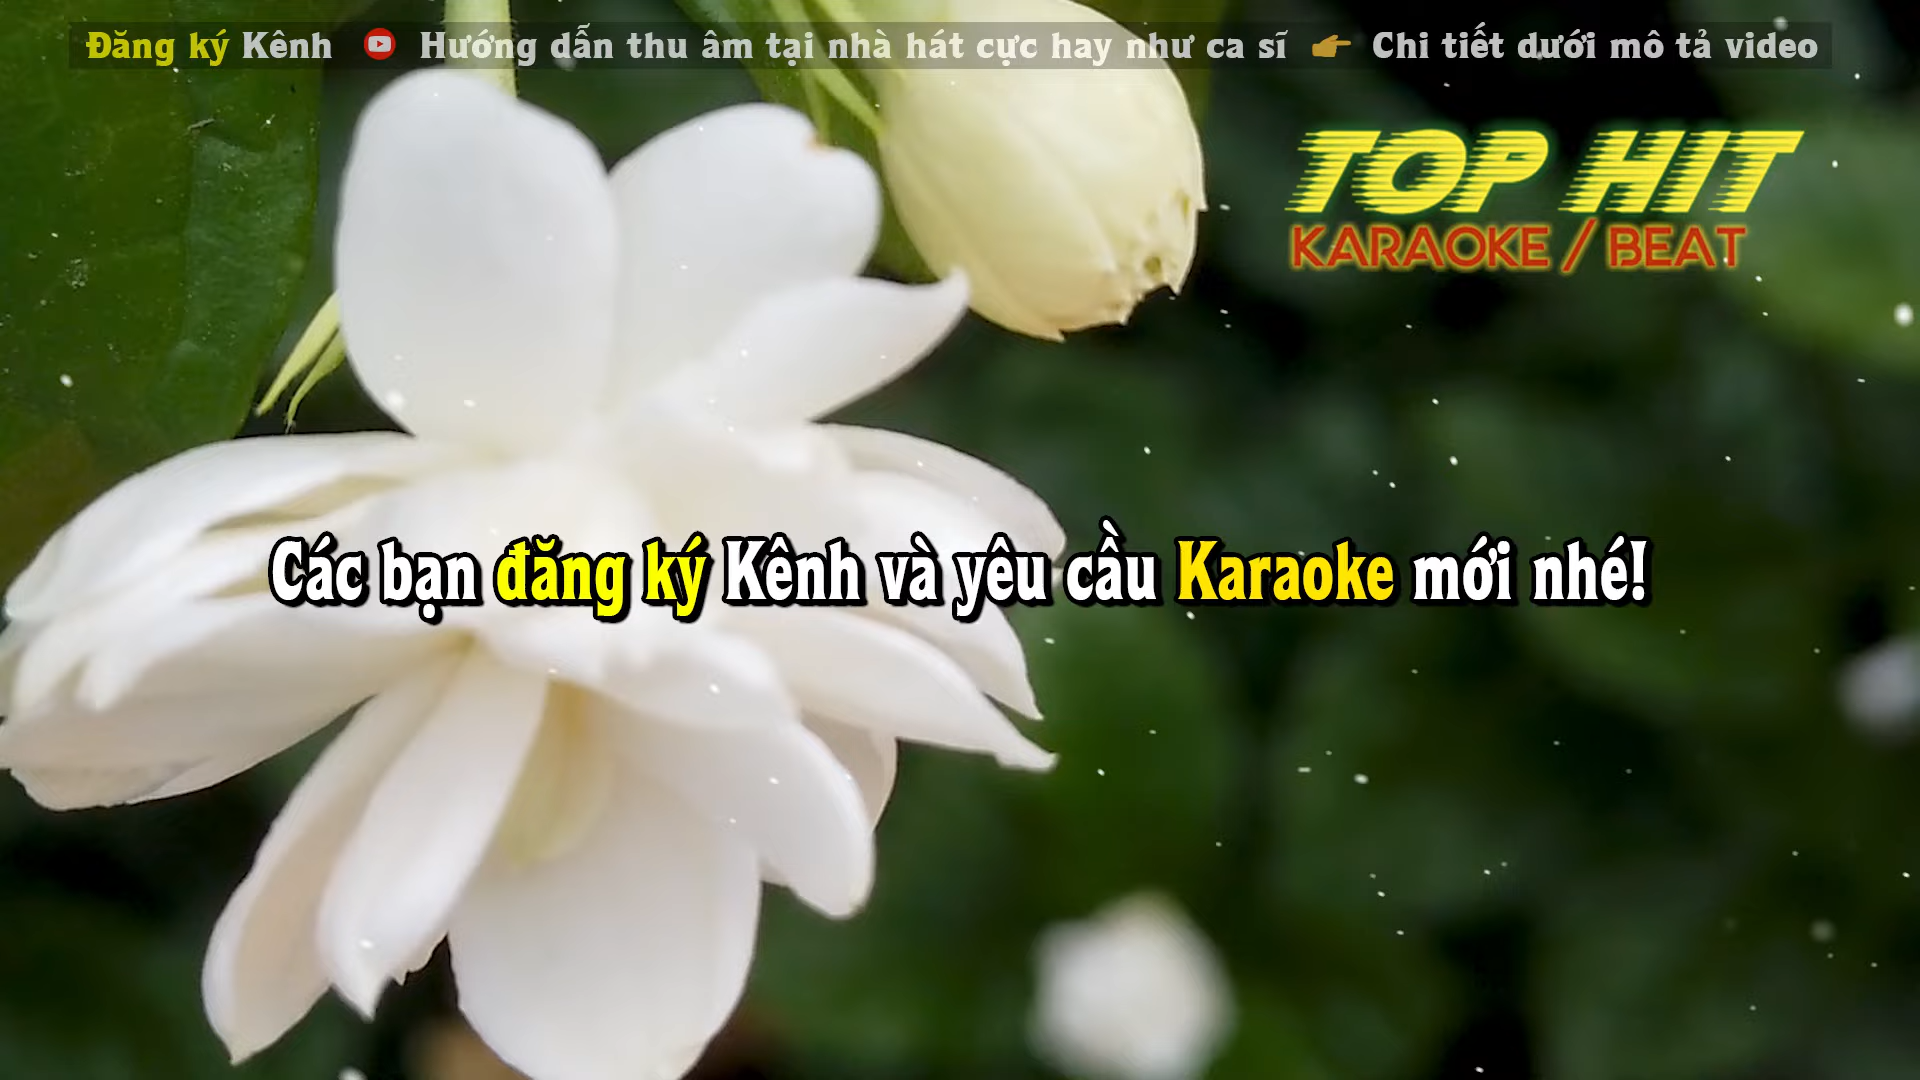 Đăng ký Kênh Hướng dẫn thu âm tại nhà hát cực hay như ca sĩ Chi tiết dưới mô tả video
TOP HIT
KARAOKE / BEAT
Các bạn đăng ký Kênh và yêu cầu Karaoke mới nhé!